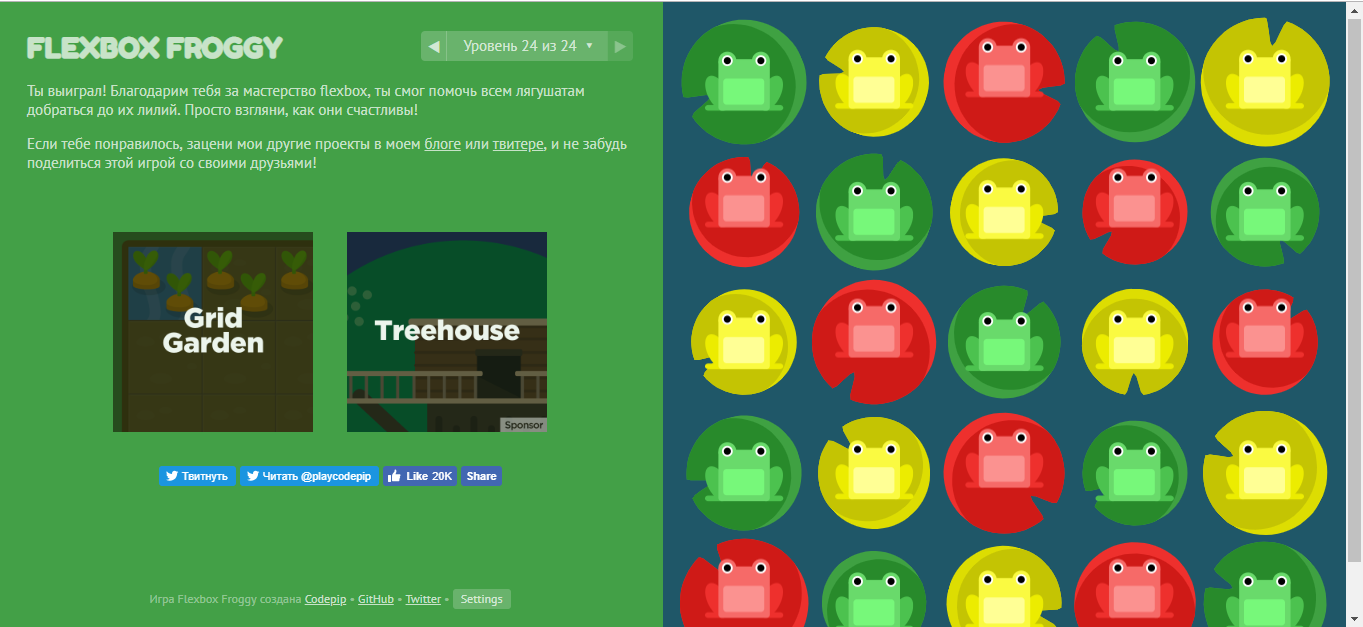 FLEXBOX FROGGY
◀ Уровень 24 из 24 ▼ ▶
Ты выиграл! Благодарим тебя за мастерство flexbox, ты смог помочь всем лягушатам
добраться до их лилий. Просто взгляни, как они счастливы!
Если тебе понравилось, зацени мои другие проекты в моем блоге или твитере, и не забудь
поделиться этой игрой со своими друзьями!
Grid
Garden
Treehouse
Sponsor
Твитнуть Читать @playcodepip Like 20K Share
Игра Flexbox Froggy создана Codepip • GitHub • Twitter • Settings